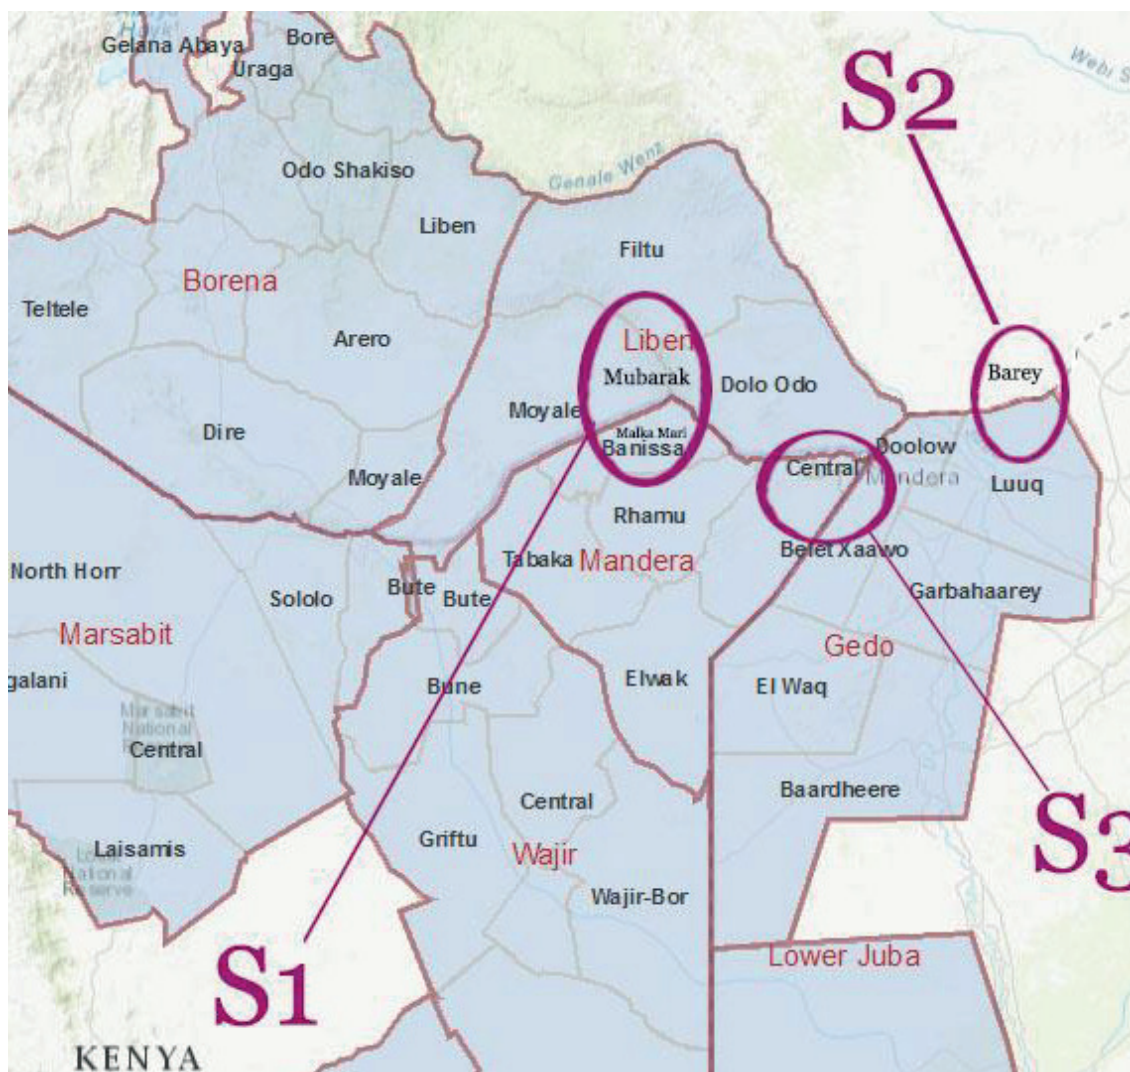 Gelana Abaya
Bore
Uraga
Webi S
S2
Odo Shakiso
Genale Wenz
Liben
Filtu
Borena
Teltele
Arero
Liben
Mubarak
Barey
Dolo Odo
Moyale
Dire
Malka Mari
Banissa
Doolow
Central
Mandera
Moyale
Luuq
Rhamu
Tabaka
Mandera
Belet Xaawo
North Horr
Bute
Bute
Sololo
Garbahaarey
Marsabit
Gedo
galani
Bune
Elwak
El Waq
Marsabit
National
Central
Baardheere
Central
S3
Griftu
Laisamis
Wajir
National
Reserve
Wajir-Bor
S1
Lower Juba
KENYA